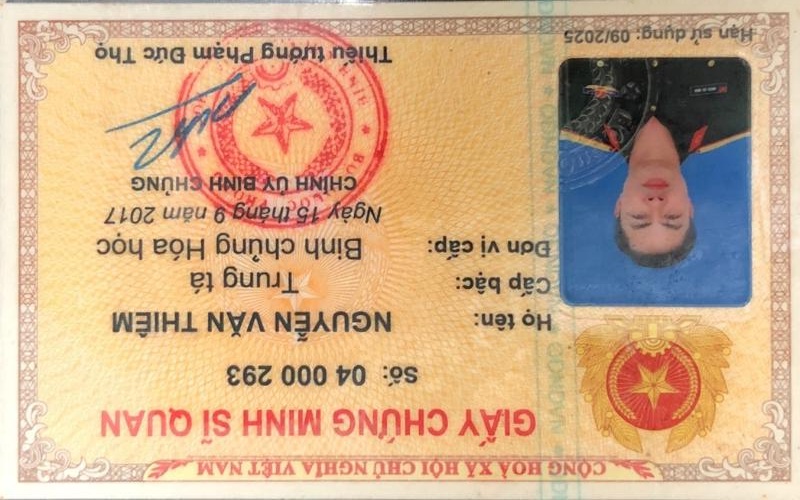 CỘNG HOÀ XÃ HỘI CHỦ NGHĨA VIỆT NAM
GIẤY CHỨNG MINH SĨ QUAN
Số: 04 000 293
Họ tên: NGUYỄN VĂN THIÊM
Cấp bậc: Trung tá
Đơn vị cấp: Binh chủng Hóa học
Ngày 15 tháng 9 năm 2017
CHÍNH ỦY BINH CHỦNG
Thiếu tướng Phạm Đức Thọ
Hạn sử dụng: 09/2025